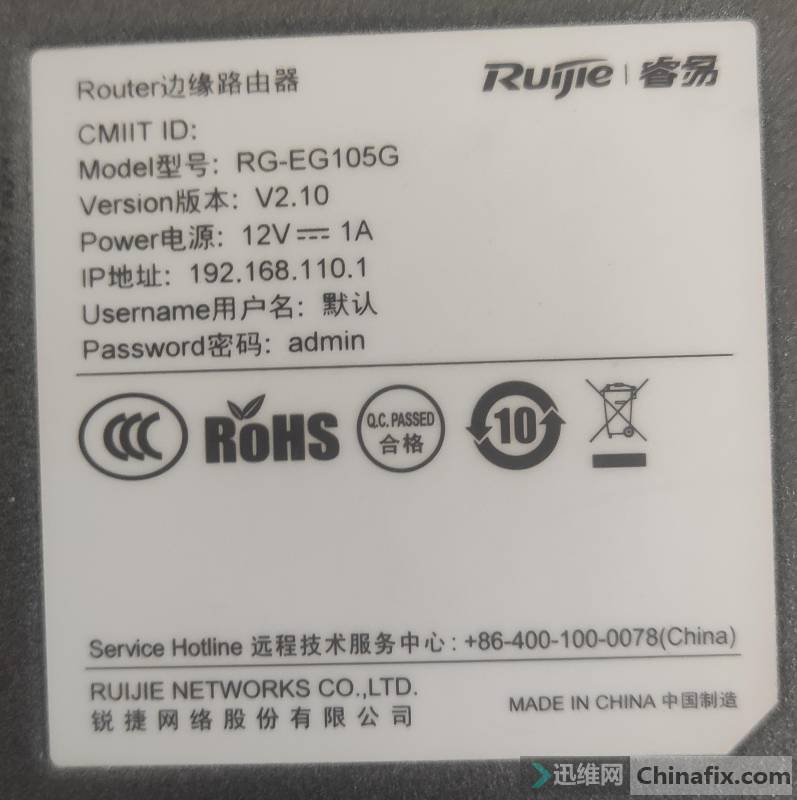 Router边缘路由器
Ruijie | 睿易
CMIIT ID:
Model型号: RG-EG105G
Version版本: V2.10
Power电源: 12V⎓1A
IP地址: 192.168.110.1
Username用户名: 默认
Password密码: admin
CCC
RoHS
Q.C.PASSED
合格
10
Service Hotline 远程技术服务中心: +86-400-100-0078(China)
RUIJIE NETWORKS CO.,LTD.
锐捷网络股份有限公司
MADE IN CHINA 中国制造
迅维网 Chinafix.com